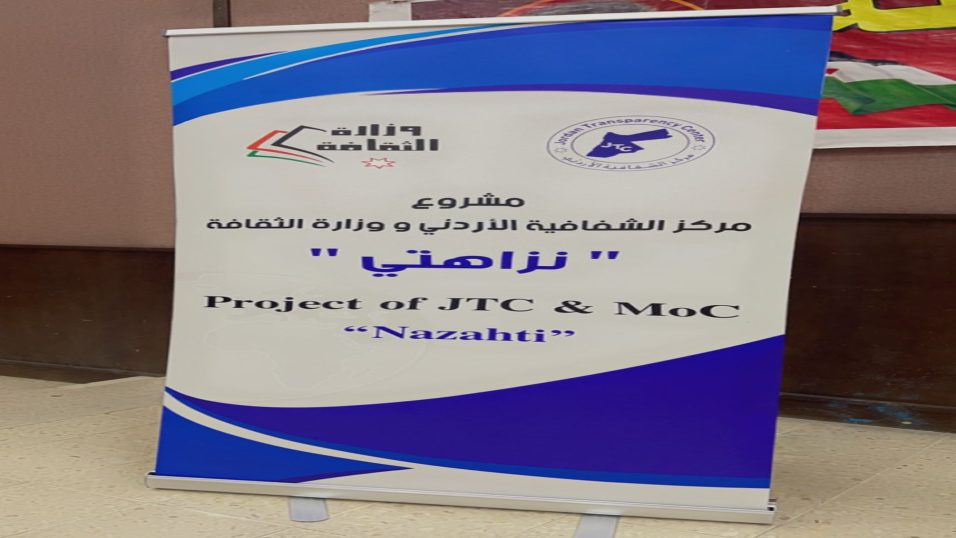 وزارة
الثقافة
Jordan Transparency Center
JTC
مركز الشفافية الأردني
مشروع
مركز الشفافية الأردني و وزارة الثقافة
" نزاهتي "
Project of JTC & MoC
“Nazahti”